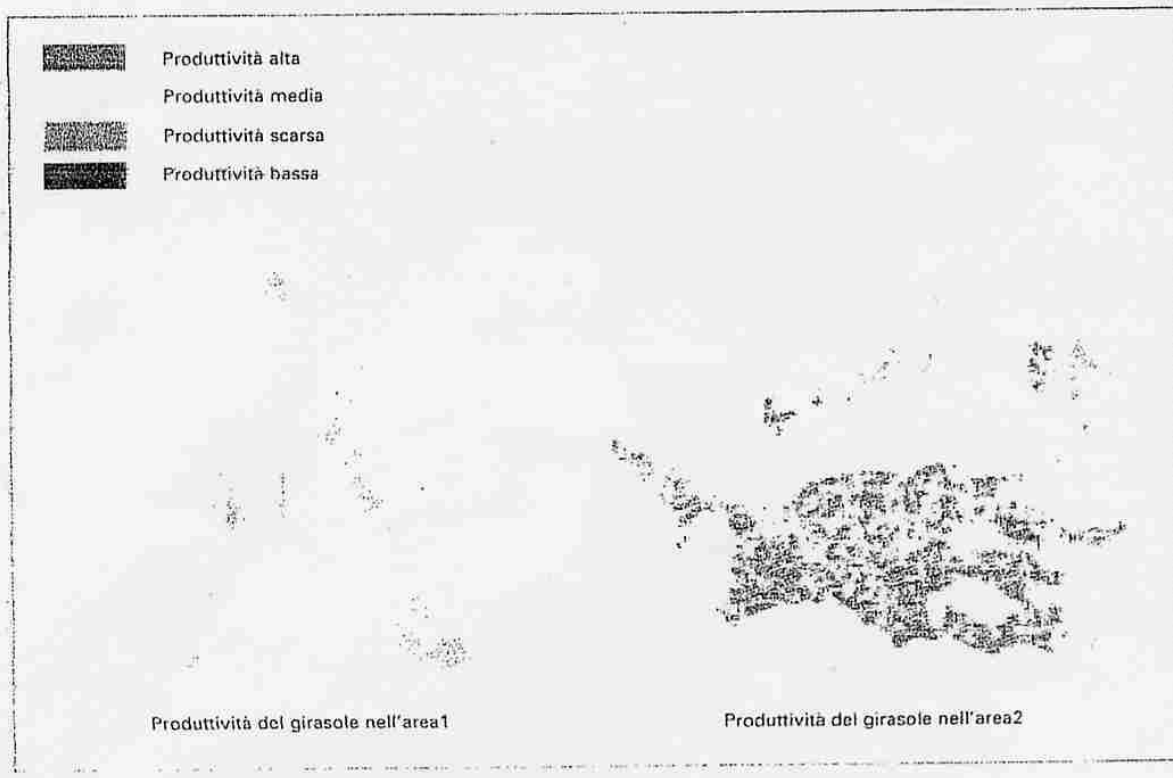 Produttività alta
Produttività media
Produttività scarsa
Produttività bassa
Produttività del girasole nell'area1
Produttività del girasole nell'area2